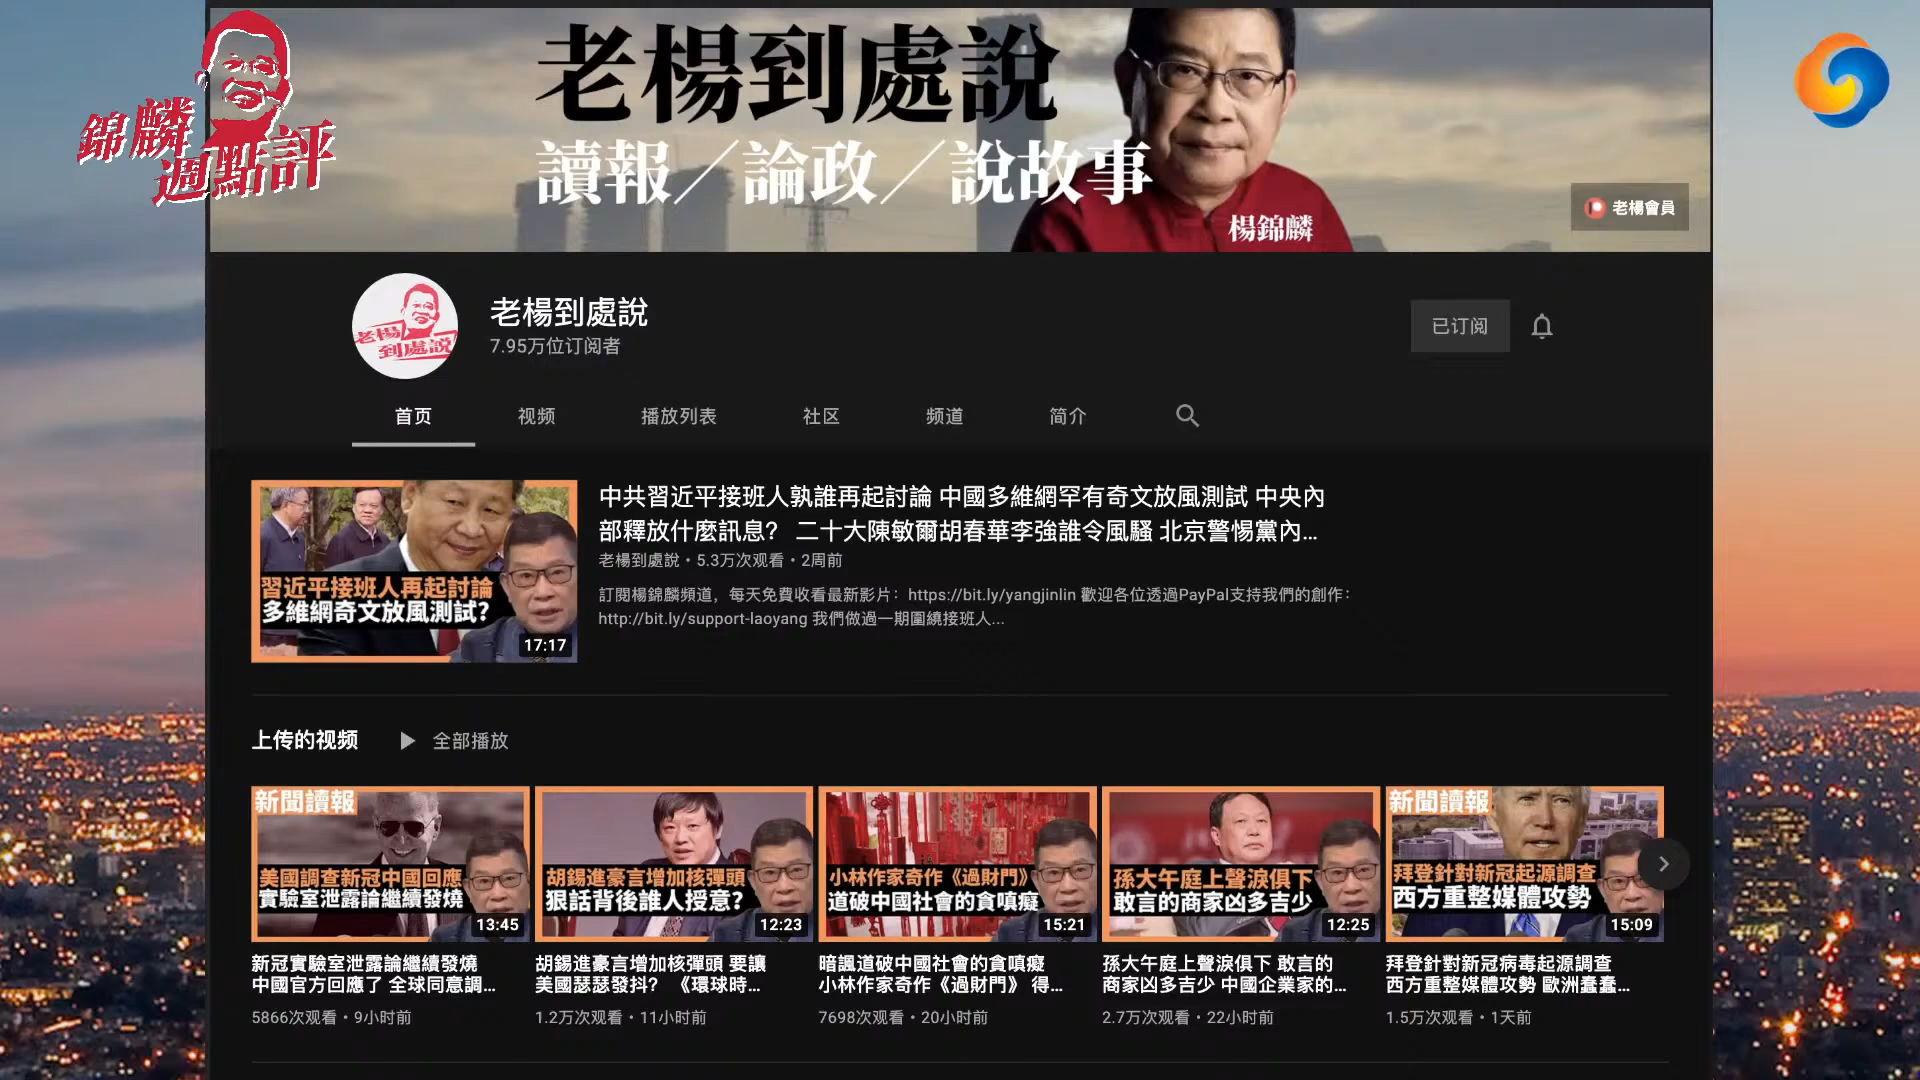 錦麟
週點評
老楊到處說
讀報／論政／說故事
楊錦麟
老楊會員
老楊
到處説
老楊到處說
7.95万位订阅者
已订阅
首页
视频
播放列表
社区
频道
简介
習近平接班人再起討論
多維網奇文放風測試?
17:17
中共習近平接班人孰誰再起討論 中國多維網罕有奇文放風測試 中央內
部釋放什麼訊息？ 二十大陳敏爾胡春華李強誰令風騷 北京警惕黨內...
老楊到處說・5.3万次观看・2周前
訂閱楊錦麟頻道，每天免費收看最新影片：https://bit.ly/yangjinlin 歡迎各位透過PayPal支持我們的創作：
http://bit.ly/support-laoyang 我們做過一期圍繞接班人...
上传的视频
全部播放
新聞讀報
美國調查新冠中國回應
實驗室泄露論繼續發燒
13:45
胡錫進豪言增加核彈頭
狠話背後誰人授意?
12:23
小林作家奇作《過財門》
道破中國社會的貪嗔癡
15:21
孫大午庭上聲淚俱下
敢言的商家凶多吉少
12:25
新聞讀報
拜登針對新冠起源調查
西方重整媒體攻勢
15:09
新冠實驗室泄露論繼續發燒
中國官方回應了 全球同意調...
5866次观看・9小时前
胡錫進豪言增加核彈頭 要讓
美國瑟瑟發抖？ 《環球時...
1.2万次观看・11小时前
暗諷道破中國社會的貪嗔癡
小林作家奇作《過財門》 得...
7698次观看・20小时前
孫大午庭上聲淚俱下 敢言的
商家凶多吉少 中國企業家的...
2.7万次观看・22小时前
拜登針對新冠病毒起源調查
西方重整媒體攻勢 歐洲蠢蠢...
1.5万次观看・1天前